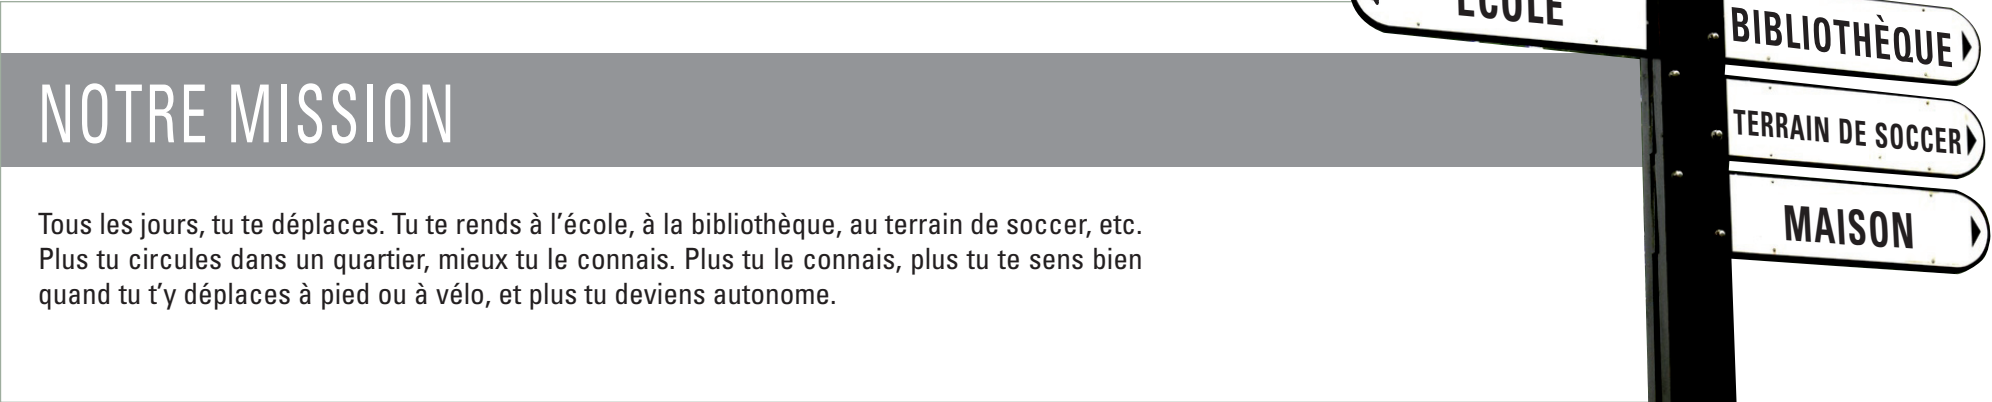 ÉCOLE
BIBLIOTHÈQUE
NOTRE MISSION
TERRAIN DE SOCCER
MAISON
Tous les jours, tu te déplaces. Tu te rends à l’école, à la bibliothèque, au terrain de soccer, etc.
Plus tu circules dans un quartier, mieux tu le connais. Plus tu le connais, plus tu te sens bien
quand tu t’y déplaces à pied ou à vélo, et plus tu deviens autonome.